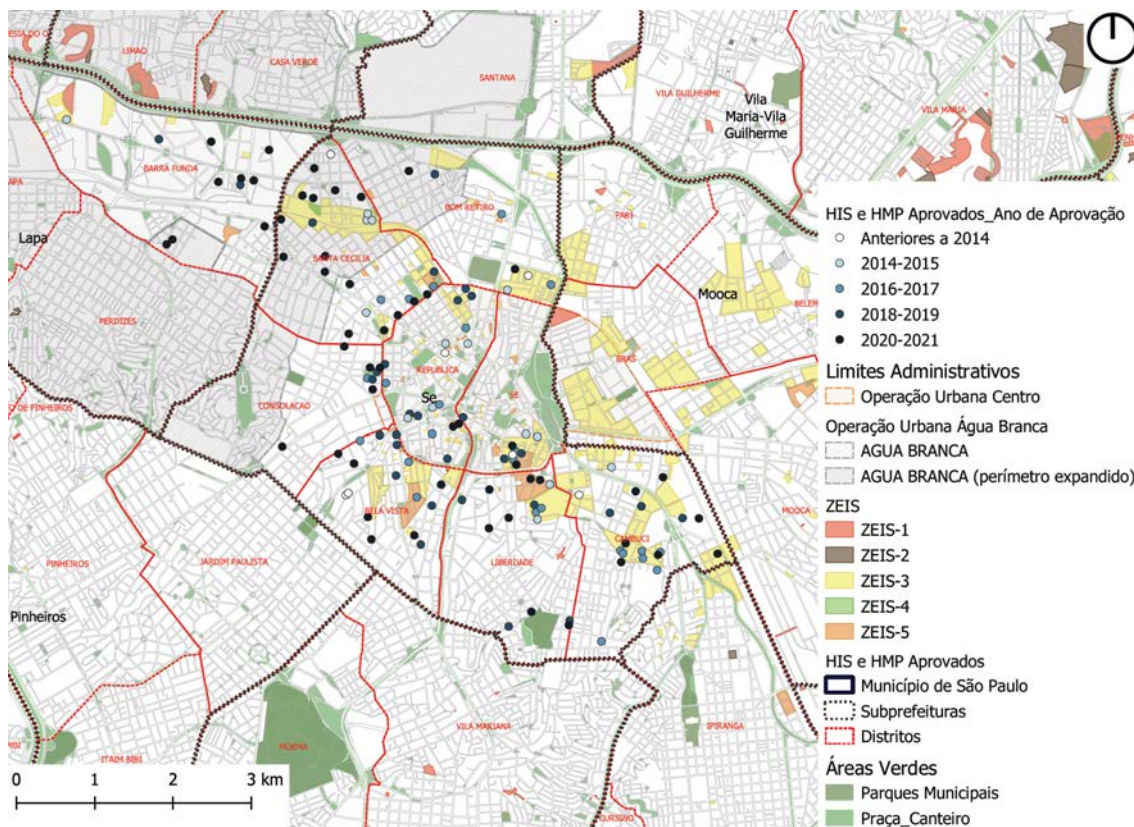 LIMAO
CASA VERDE
SANTANA
VILA GUILHERME
Vila
Maria-Vila
Guilherme
VILA MARIA
BARRA FUNDA
BOM RETIRO
PARI
Lapa
SANTA CECILIA
Mooca
BELEM
PERDIZES
BRAS
REPUBLICA
SE
Se
CONSOLACAO
O DE PINHEIROS
BELA VISTA
CAMBUCI
MOOCA
LIBERDADE
PINHEIROS
JARDIM PAULISTA
Pinheiros
VILA MARIANA
IPIRANGA
MOEMA
ITAIM BIBI
CURSINO
0 1 2 3 km
HIS e HMP Aprovados_Ano de Aprovação
Anteriores a 2014
2014-2015
2016-2017
2018-2019
2020-2021
Limites Administrativos
Operação Urbana Centro
Operação Urbana Água Branca
AGUA BRANCA
AGUA BRANCA (perímetro expandido)
ZEIS
ZEIS-1
ZEIS-2
ZEIS-3
ZEIS-4
ZEIS-5
HIS e HMP Aprovados
Município de São Paulo
Subprefeituras
Distritos
Áreas Verdes
Parques Municipais
Praça_Canteiro